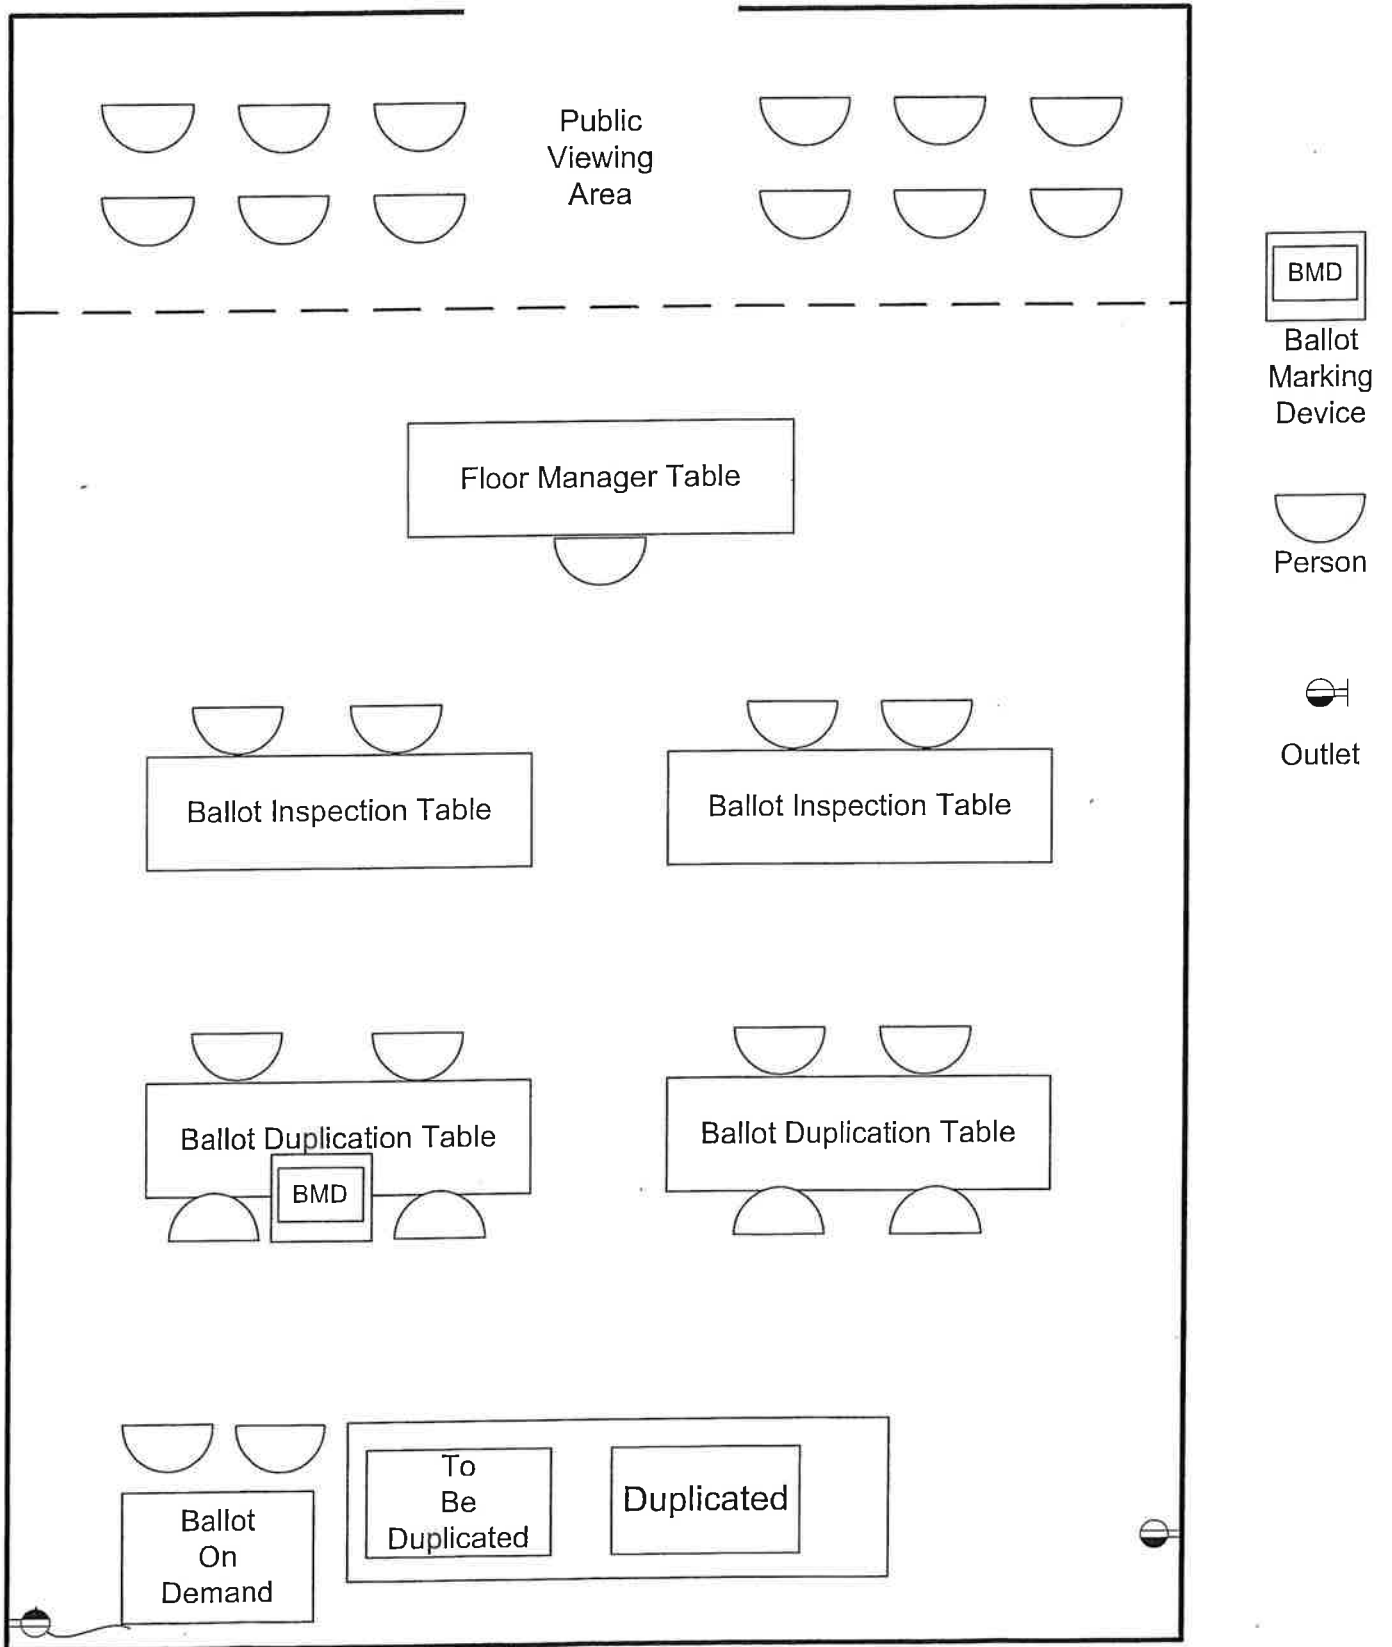 Public
Viewing
Area
BMD
Ballot
Marking
Device
Floor Manager Table
Person
Outlet
Ballot Inspection Table
Ballot Inspection Table
Ballot Duplication Table
BMD
Ballot Duplication Table
To
Be
Duplicated
Duplicated
Ballot
On
Demand